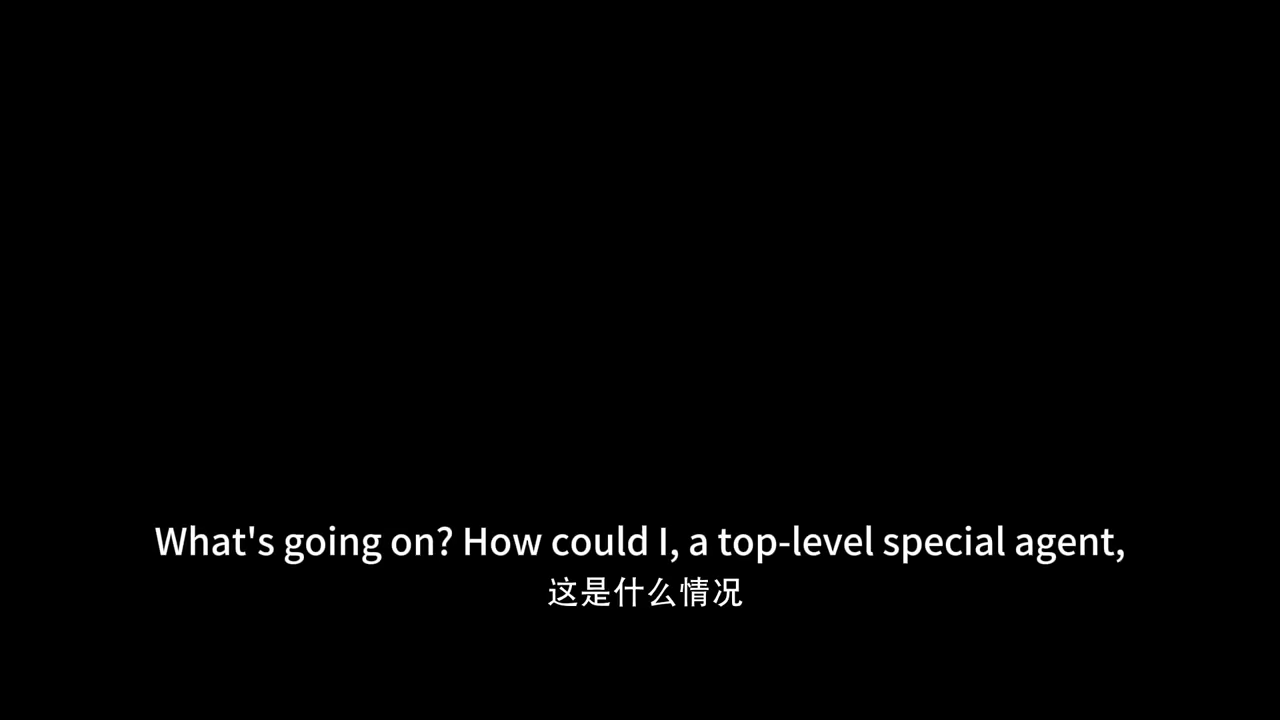 What's going on? How could I, a top-level special agent,
这是什么情况